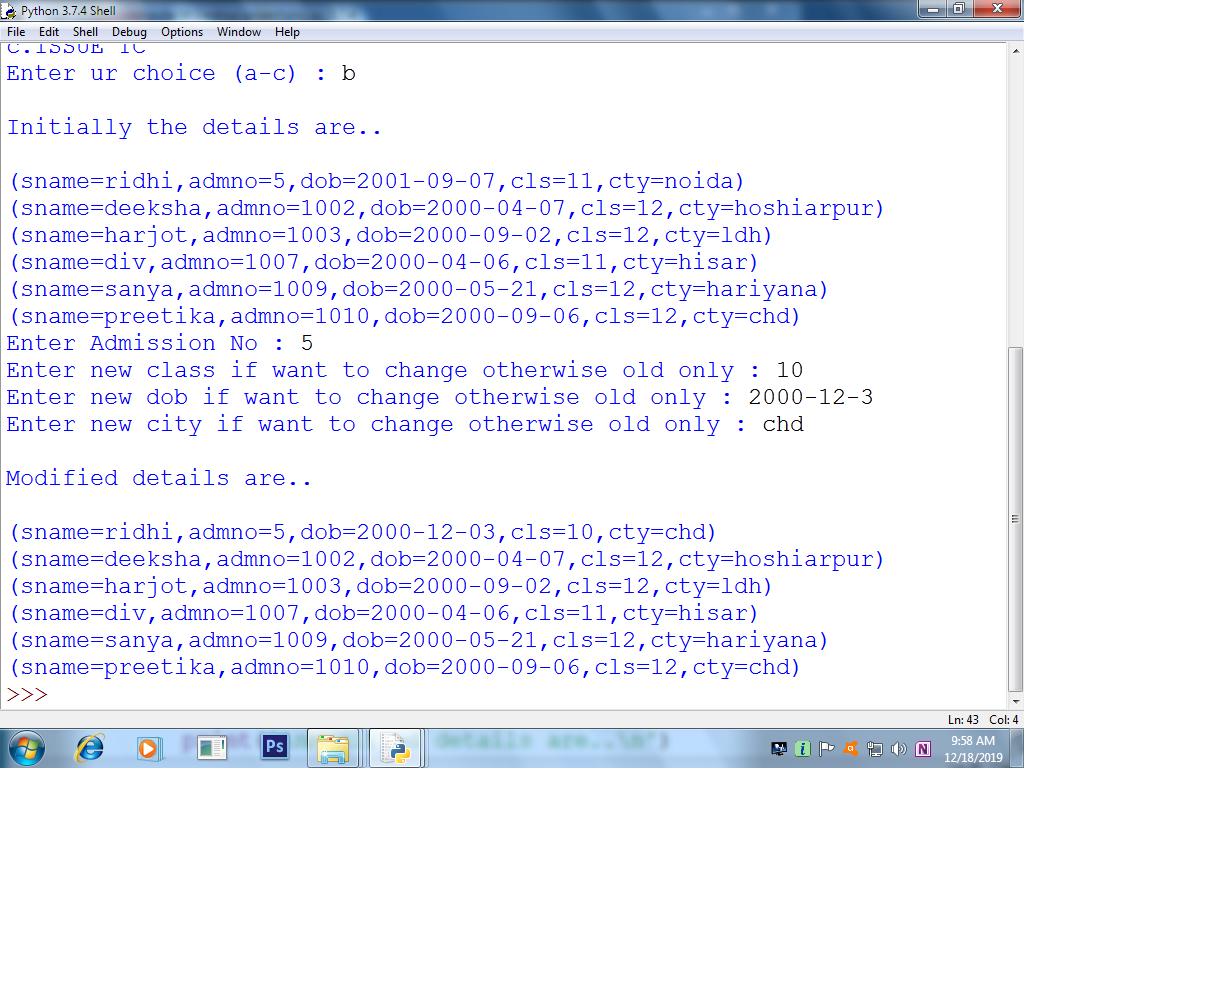 Python 3.7.4 Shell
File Edit Shell Debug Options Window Help
c.ISSUE TC
Enter ur choice (a-c) : b
Initially the details are..
(sname=ridhi,admno=5,dob=2001-09-07,cls=11,cty=noida)
(sname=deeksha,admno=1002,dob=2000-04-07,cls=12,cty=hoshiarpur)
(sname=harjot,admno=1003,dob=2000-09-02,cls=12,cty=ldh)
(sname=div,admno=1007,dob=2000-04-06,cls=11,cty=hisar)
(sname=sanya,admno=1009,dob=2000-05-21,cls=12,cty=hariyana)
(sname=preetika,admno=1010,dob=2000-09-06,cls=12,cty=chd)
Enter Admission No : 5
Enter new class if want to change otherwise old only : 10
Enter new dob if want to change otherwise old only : 2000-12-3
Enter new city if want to change otherwise old only : chd
Modified details are..
(sname=ridhi,admno=5,dob=2000-12-03,cls=10,cty=chd)
(sname=deeksha,admno=1002,dob=2000-04-07,cls=12,cty=hoshiarpur)
(sname=harjot,admno=1003,dob=2000-09-02,cls=12,cty=ldh)
(sname=div,admno=1007,dob=2000-04-06,cls=11,cty=hisar)
(sname=sanya,admno=1009,dob=2000-05-21,cls=12,cty=hariyana)
(sname=preetika,admno=1010,dob=2000-09-06,cls=12,cty=chd)
>>>
Ln: 43 Col: 4
details are..\n")
Ps
N
9:58 AM
12/18/2019